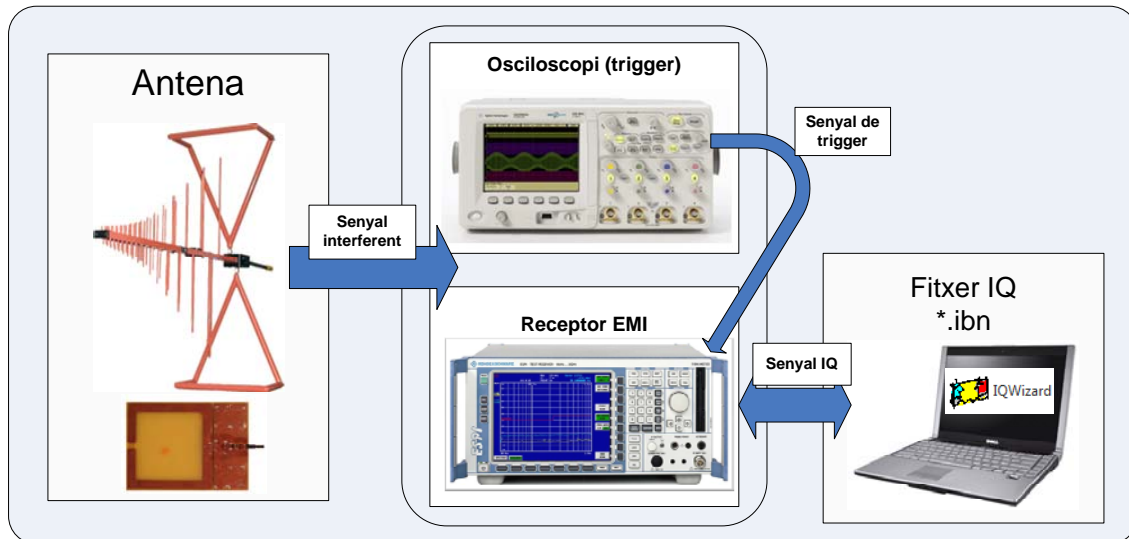 Antena
Osciloscopi (trigger)
Senyal de
trigger
Senyal
interferent
Receptor EMI
Senyal IQ
Fitxer IQ
*.ibn
IQWizard